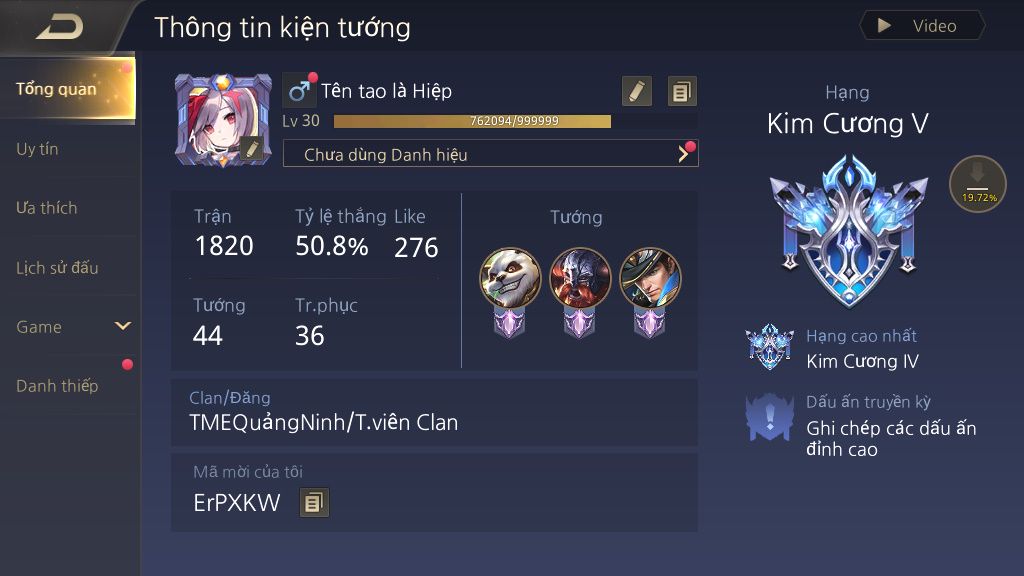 Thông tin kiện tướng
Video
Tổng quan
Uy tín
Ưa thích
Lịch sử đấu
Game
Danh thiếp
Tên tao là Hiệp
Lv 30
762094/999999
Chưa dùng Danh hiệu
Trận
Tỷ lệ thắng
Like
1820
50.8%
276
Tướng
Tr.phục
44
36
Tướng
Clan/Đăng
TMEQuảngNinh/T.viên Clan
Mã mời của tôi
ErPXKW
Hạng
Kim Cương V
19.72%
Hạng cao nhất
Kim Cương IV
Dấu ấn truyền kỳ
Ghi chép các dấu ấn
đỉnh cao